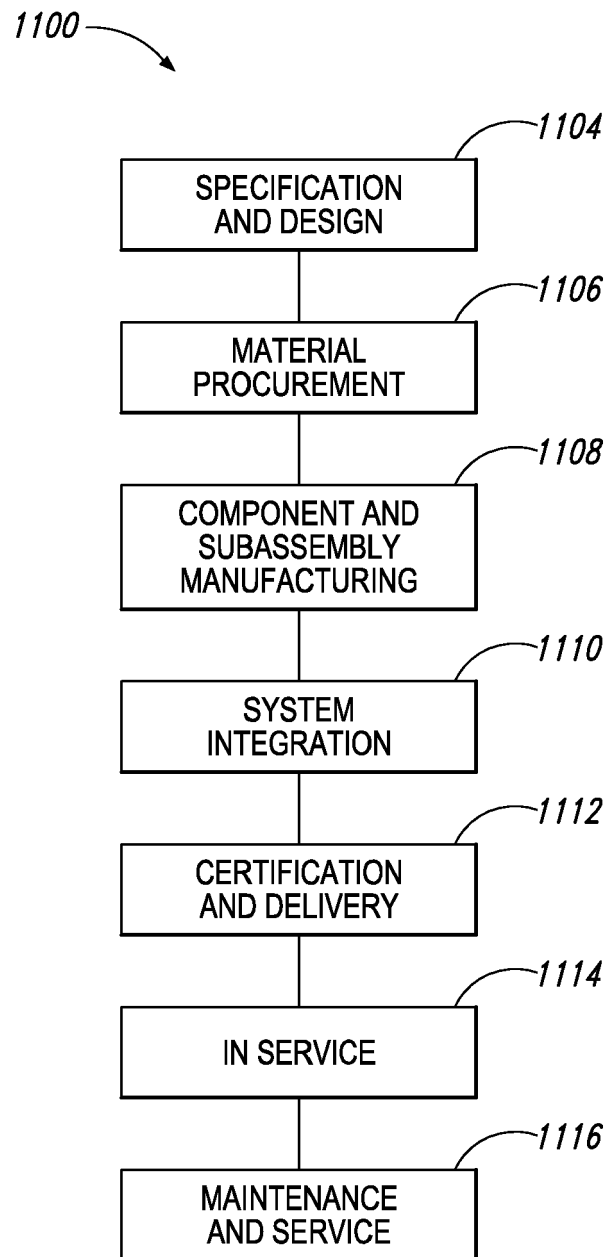 1100
1104
SPECIFICATION
AND DESIGN
1106
MATERIAL
PROCUREMENT
1108
COMPONENT AND
SUBASSEMBLY
MANUFACTURING
1110
SYSTEM
INTEGRATION
1112
CERTIFICATION
AND DELIVERY
1114
IN SERVICE
1116
MAINTENANCE
AND SERVICE